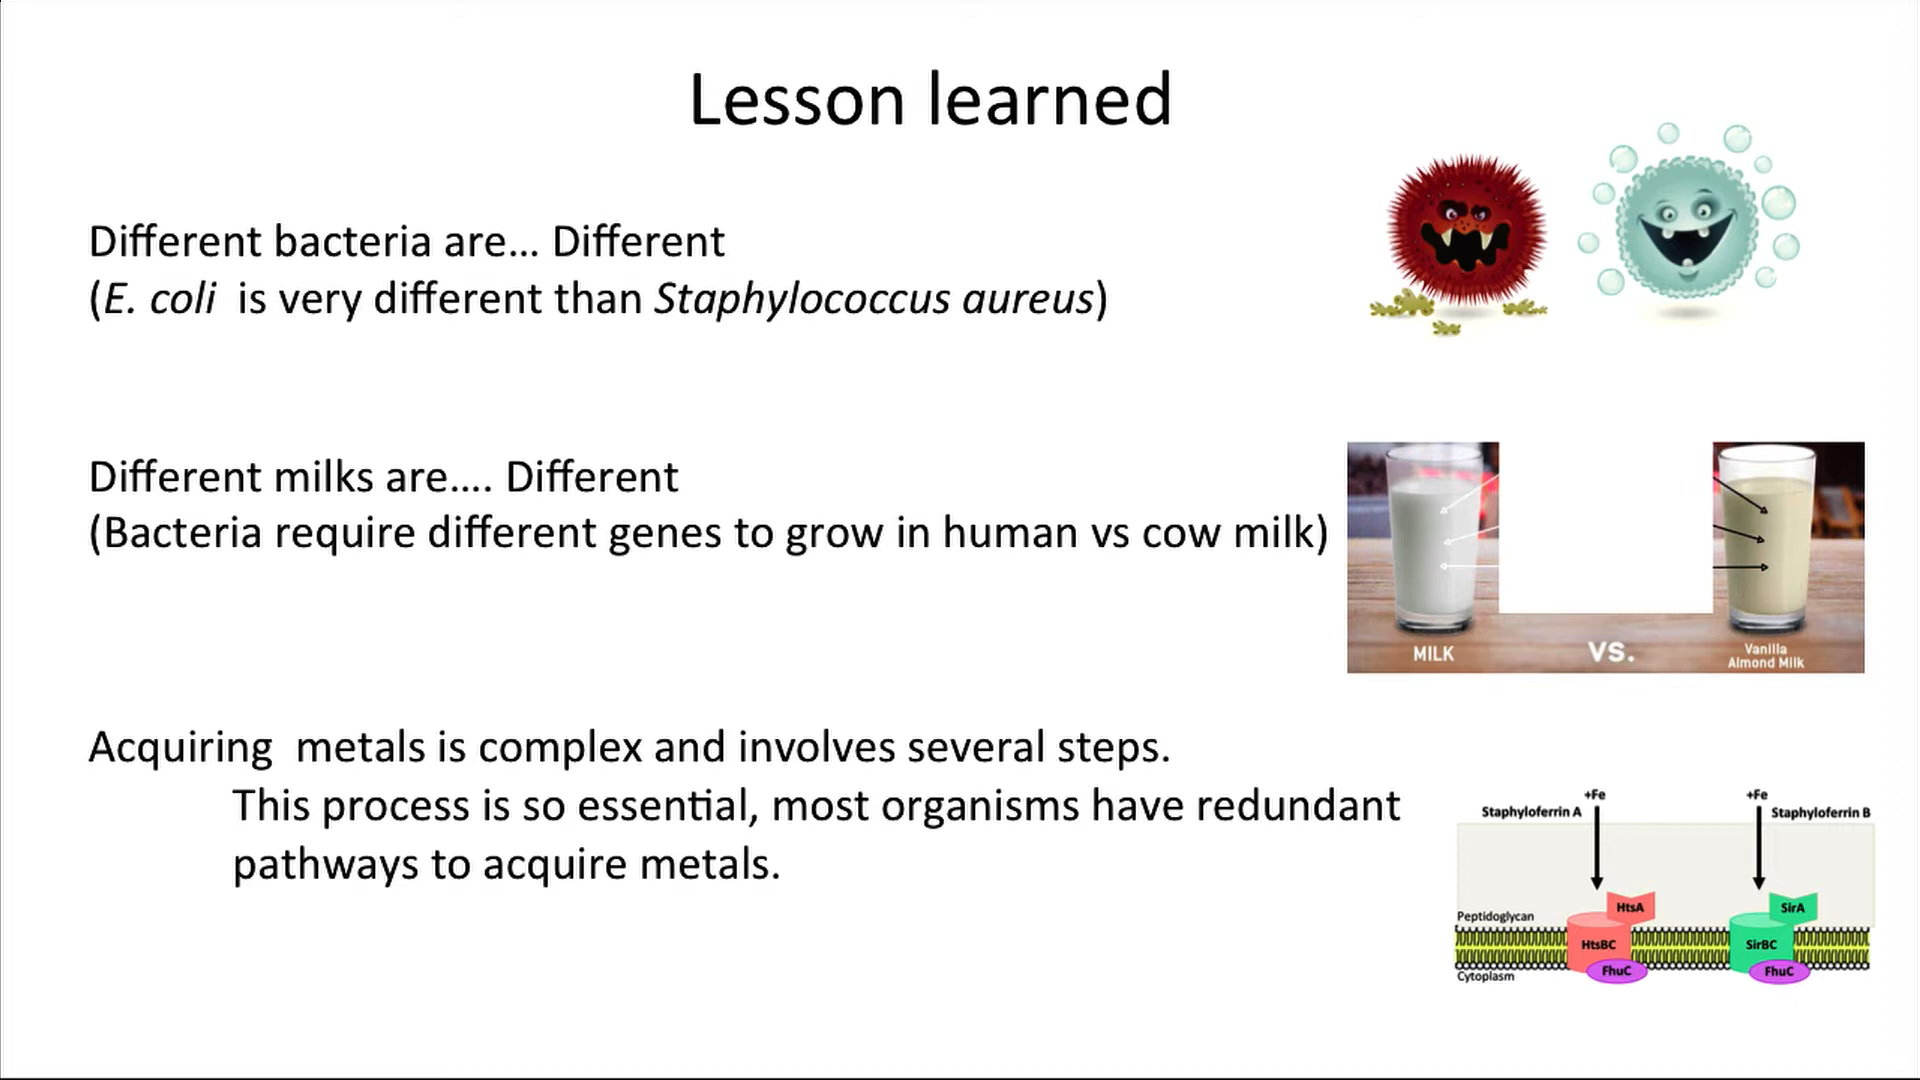 Lesson learned
Different bacteria are... Different
(E. coli is very different than Staphylococcus aureus)
Different milks are.... Different
(Bacteria require different genes to grow in human vs cow milk)
MILK
VS.
Vanilla
Almond Milk
Acquiring metals is complex and involves several steps.
This process is so essential, most organisms have redundant
pathways to acquire metals.
+Fe
+Fe
Staphyloferrin A
Staphyloferrin B
HtsA
SirA
Peptidoglycan
HtsBC
SirBC
FhuC
FhuC
Cytoplasm